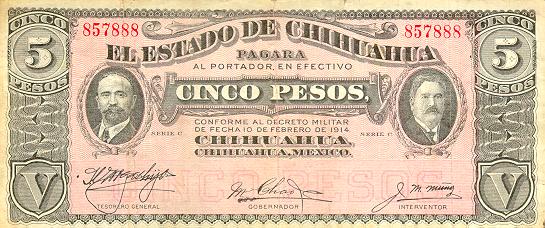 CINCO
857888
857888
CINCO
EL ESTADO DE CHIHUAHUA
5
PAGARA
5
AL PORTADOR, EN EFECTIVO
PESOS
CINCO PESOS
PESOS
CONFORME AL DECRETO MILITAR
SERIE C
DE FECHA 10 DE FEBRERO DE 1914
SERIE C
CHIHUAHUA
CHIHUAHUA, MEXICO.
CINCO PESOS
V
M. Chao
J. M. Mung
V
TESORERO GENERAL
GOBERNADOR
INTERVENTOR